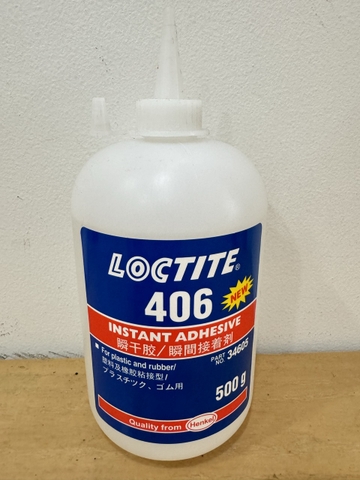 LOCTITE®
406
NEW
INSTANT ADHESIVE
瞬干胶/瞬間接着剤
• For plastic and rubber/
塑料及橡胶粘接型/
プラスチック、ゴム用
PART NO. 34605
500 g
Quality from Henkel